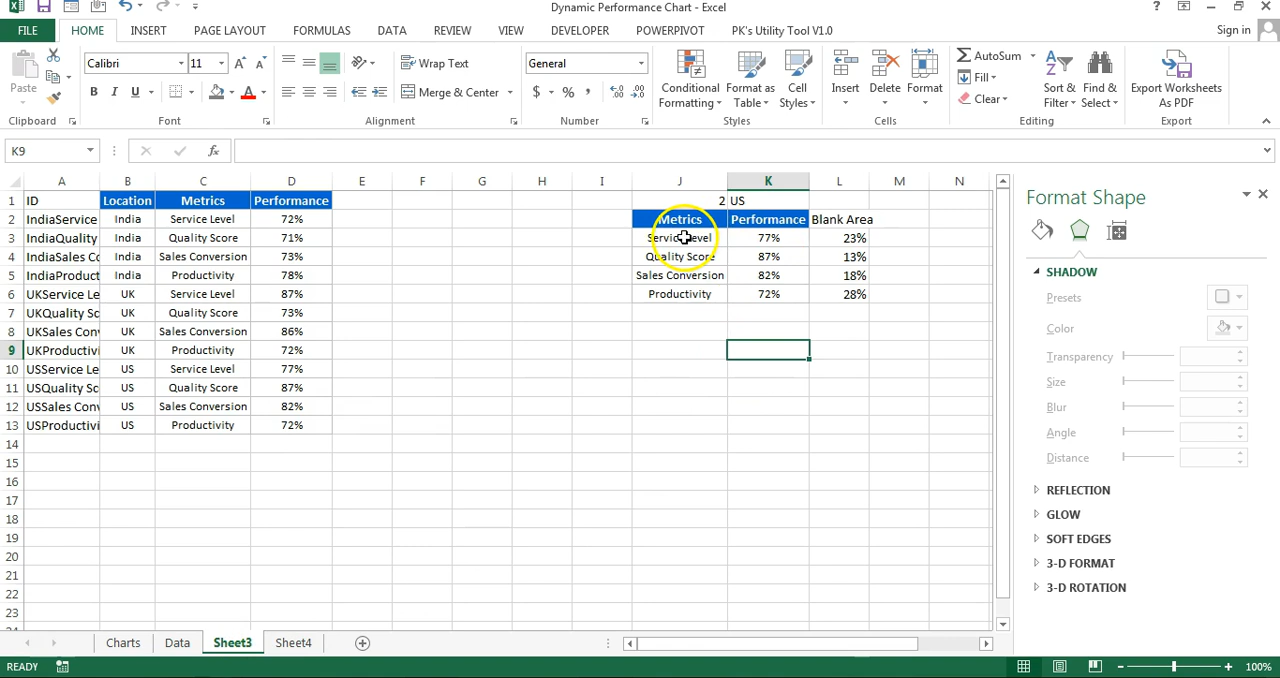 Dynamic Performance Chart - Excel
?
FILE HOME INSERT PAGE LAYOUT FORMULAS DATA REVIEW VIEW DEVELOPER POWERPIVOT PK's Utility Tool V1.0 Sign in
Paste
Calibri 11
B I U A
Wrap Text
Merge & Center
General
$ % ,
Conditional Formatting
Format as Table
Cell Styles
Insert
Delete
Format
AutoSum
Fill
Clear
Sort & Filter
Find & Select
Export Worksheets As PDF
Clipboard Font Alignment Number Styles Cells Editing Export
K9 fx
A B C D E F G H I J K L M N
1 ID Location Metrics Performance 2 US
2 IndiaService India Service Level 72% Metrics Performance Blank Area
3 IndiaQuality India Quality Score 71% Service Level 77% 23%
4 IndiaSales Co India Sales Conversion 73% Quality Score 87% 13%
5 IndiaProduct India Productivity 78% Sales Conversion 82% 18%
6 UKService Le UK Service Level 87% Productivity 72% 28%
7 UKQuality Sc UK Quality Score 73%
8 UKSales Con UK Sales Conversion 86%
9 UKProductivi UK Productivity 72%
10 USService Le US Service Level 77%
11 USQuality Sc US Quality Score 87%
12 USSales Con US Sales Conversion 82%
13 USProductivi US Productivity 72%
14
15
16
17
18
19
20
21
22
23
Format Shape
SHADOW
Presets
Color
Transparency
Size
Blur
Angle
Distance
REFLECTION
GLOW
SOFT EDGES
3-D FORMAT
3-D ROTATION
Charts Data Sheet3 Sheet4
READY 100%